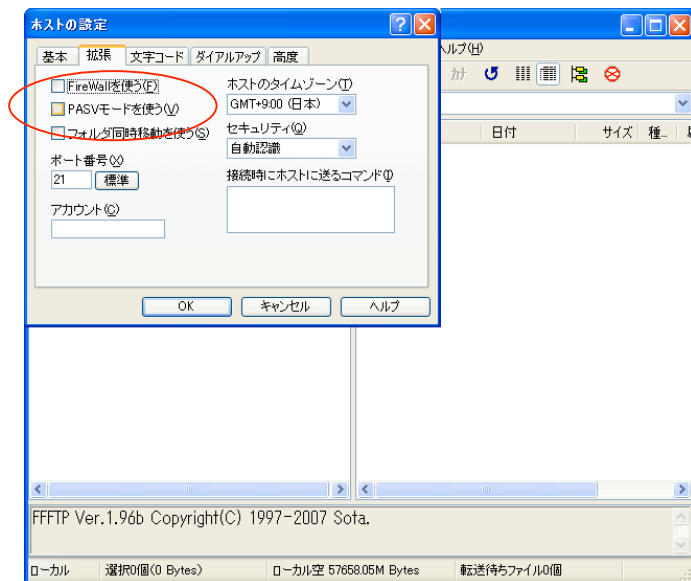 ホストの設定
基本 拡張 文字コード ダイアルアップ 高度
ヘルプ(H)
FireWallを使う(F)
PASVモードを使う(V)
フォルダ同時移動を使う(S)
ポート番号(X)
21 標準
アカウント(C)
ホストのタイムゾーン(T)
GMT+9:00 (日本)
セキュリティ(O)
自動認識
接続時にホストに送るコマンド(I)
OK キャンセル ヘルプ
日付 サイズ 種...
FFFTP Ver.1.96b Copyright(C) 1997-2007 Sota.
ローカル 選択0個(0 Bytes) ローカル空 57658.05M Bytes 転送待ちファイル0個